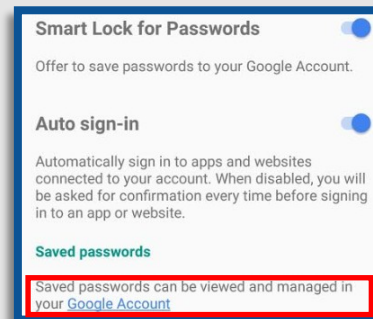 Smart Lock for Passwords
Offer to save passwords to your Google Account.
Auto sign-in
Automatically sign in to apps and websites
connected to your account. When disabled, you will
be asked for confirmation every time before signing
in to an app or website.
Saved passwords
Saved passwords can be viewed and managed in
your Google Account